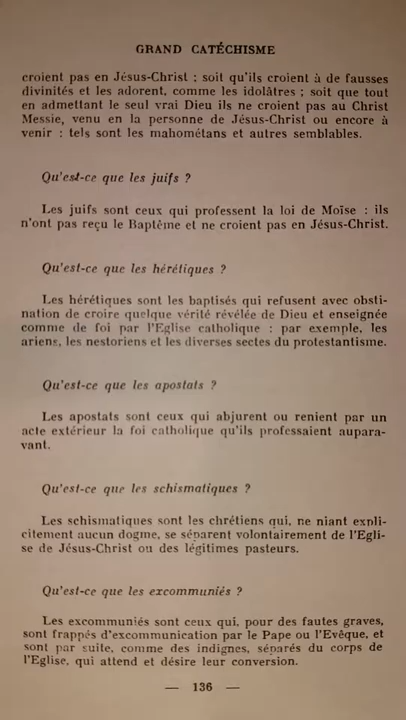 GRAND CATÉCHISME
croient pas en Jésus-Christ ; soit qu'ils croient à de fausses
divinités et les adorent, comme les idolâtres ; soit que tout
en admettant le seul vrai Dieu ils ne croient pas au Christ
Messie, venu en la personne de Jésus-Christ ou encore à
venir : tels sont les mahométans et autres semblables.
Qu'est-ce que les juifs ?
Les juifs sont ceux qui professent la loi de Moïse : ils
n'ont pas reçu le Baptême et ne croient pas en Jésus-Christ.
Qu'est-ce que les hérétiques ?
Les hérétiques sont les baptisés qui refusent avec obsti-
nation de croire quelque vérité révélée de Dieu et enseignée
comme de foi par l'Eglise catholique : par exemple, les
ariens, les nestoriens et les diverses sectes du protestantisme.
Qu'est-ce que les apostats ?
Les apostats sont ceux qui abjurent ou renient par un
acte extérieur la foi catholique qu'ils professaient aupara-
vant.
Qu'est-ce que les schismatiques ?
Les schismatiques sont les chrétiens qui, ne niant expli-
citement aucun dogme, se séparent volontairement de l'Egli-
se de Jésus-Christ ou des légitimes pasteurs.
Qu'est-ce que les excommuniés ?
Les excommuniés sont ceux qui, pour des fautes graves,
sont frappés d'excommunication par le Pape ou l'Evêque, et
sont par suite, comme des indignes, séparés du corps de
l'Eglise, qui attend et désire leur conversion.
— 136 —